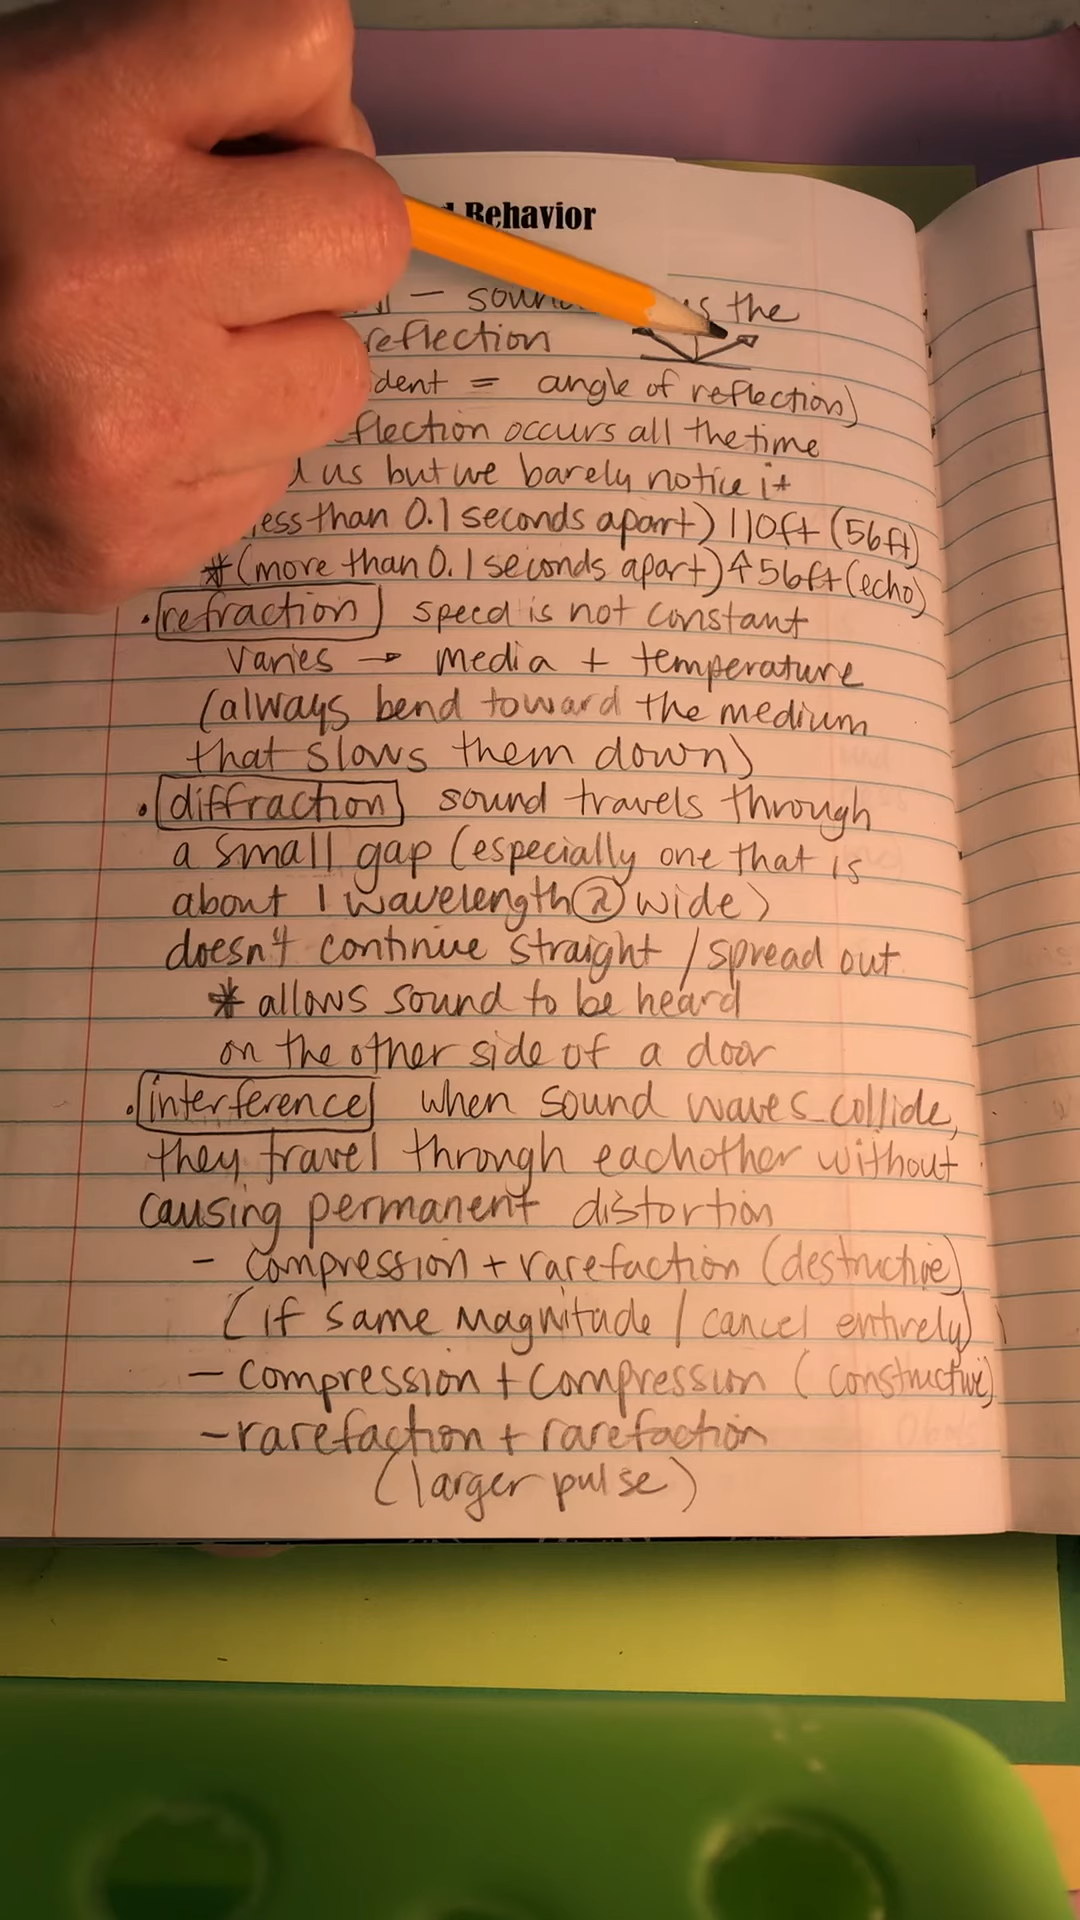 Behavior
— sound the
reflection
dent = angle of reflection)
flection occurs all the time
us but we barely notice it
less than 0.1 seconds apart) 110ft (56ft)
* (more than 0.1 seconds apart) ↑56ft (echo)
. refraction speed is not constant
varies → media + temperature
(always bend toward the medium
that slows them down)
. diffraction sound travels through
a small gap (especially one that is
about 1 wavelength λ wide)
doesn't continue straight / spread out
* allows sound to be heard
on the other side of a door
. interference when sound waves collide,
they travel through eachother without
causing permanent distortion
- compression + rarefaction (destructive)
(if same magnitude / cancel entirely)
- compression + compression (constructive)
- rarefaction + rarefaction
(larger pulse)